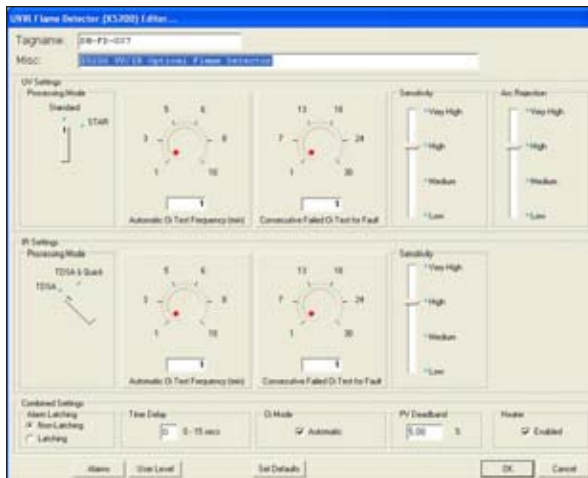 UVIR Flame Detector (X5200) Editor....
Tagname:
Misc: X5200 UV/IR Optical Flame Detector
UV Settings
Processing Mode
Standard
STAR
5 6
3 8
1 10
1
Automatic Oi Test Frequency (min)
13 18
7 24
1 30
1
Consecutive Failed Oi Test for Fault
Sensitivity
Very High
High
Medium
Low
Arc Rejection
Very High
High
Medium
Low
IR Settings
Processing Mode
TDSA & Quick
TDSA
5 6
3 8
1 10
1
Automatic Oi Test Frequency (min)
13 18
7 24
1 30
1
Consecutive Failed Oi Test for Fault
Sensitivity
Very High
High
Medium
Low
Combined Settings
Alarm Latching
Non-Latching
Latching
Time Delay
0 0 - 15 secs
Oi Mode
Automatic
PV Deadband
5.00 %
Heater
Enabled
Alarms User Level Set Defaults OK Cancel